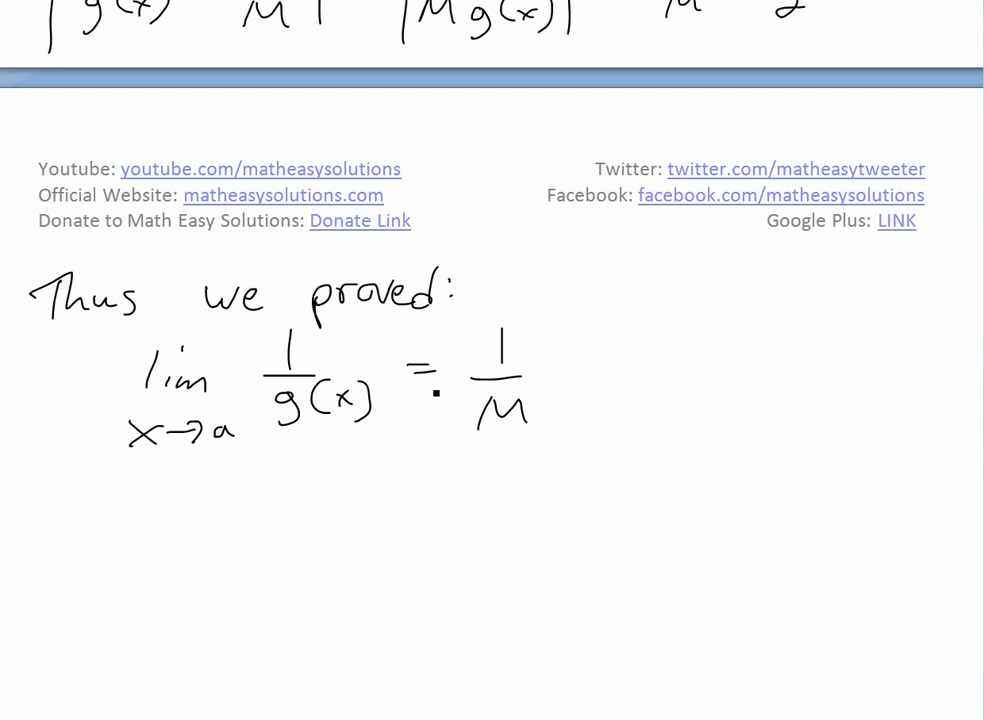 | g(x) M | |M g(x)| M 2
Youtube: youtube.com/matheasysolutions Twitter: twitter.com/matheasytweeter
Official Website: matheasysolutions.com Facebook: facebook.com/matheasysolutions
Donate to Math Easy Solutions: Donate Link Google Plus: LINK
Thus we proved:
lim 1/g(x) = 1/M
x→a